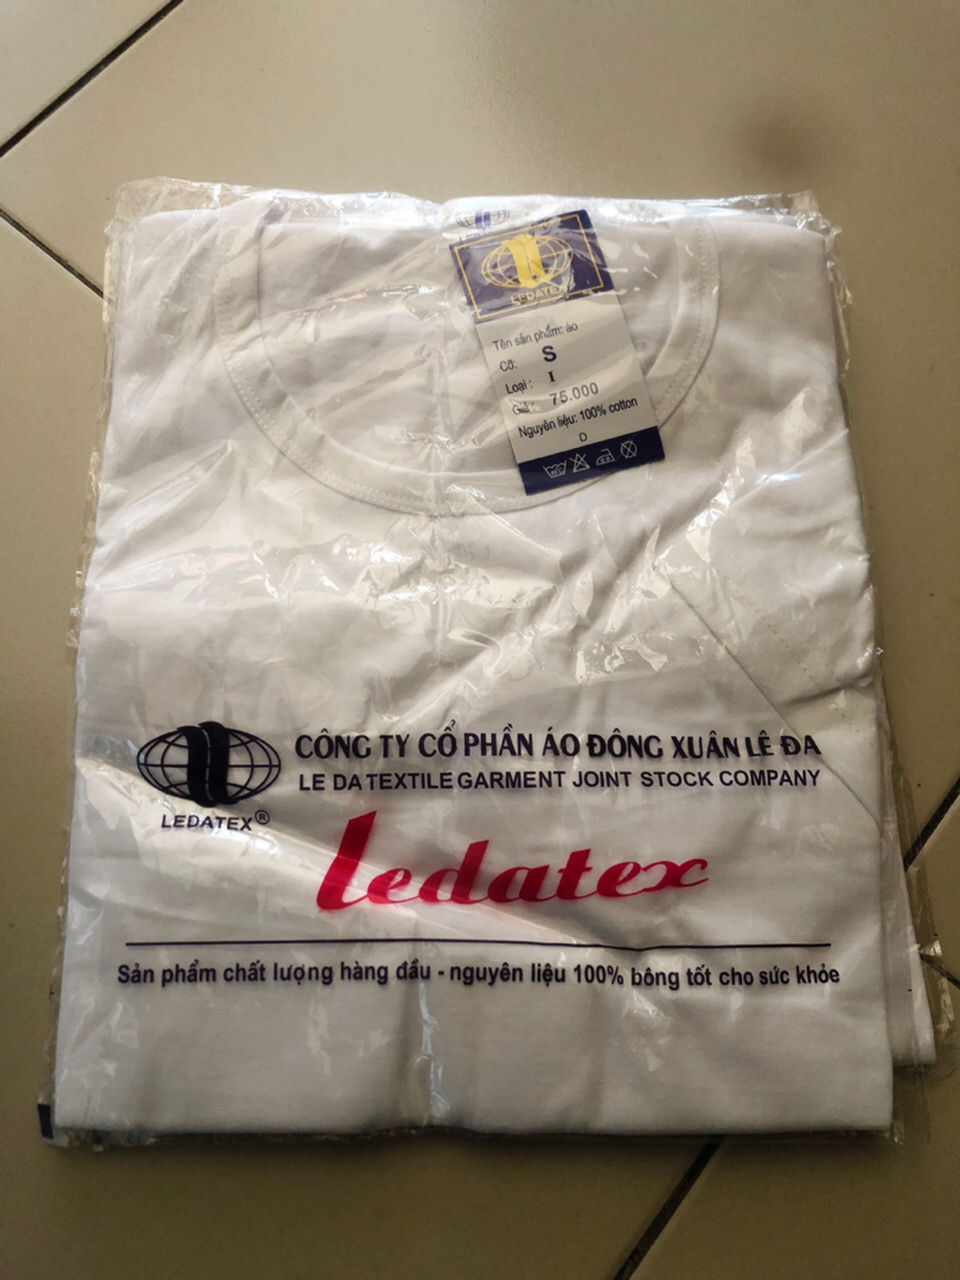 LEDATEX
Tên sản phẩm: áo
Cỡ: S
Loại: I
Giá: 75.000
Nguyên liệu: 100% cotton
D
CÔNG TY CỔ PHẦN ÁO ĐÔNG XUÂN LÊ ĐA
LE DA TEXTILE GARMENT JOINT STOCK COMPANY
LEDATEX®
ledatex
Sản phẩm chất lượng hàng đầu - nguyên liệu 100% bông tốt cho sức khỏe